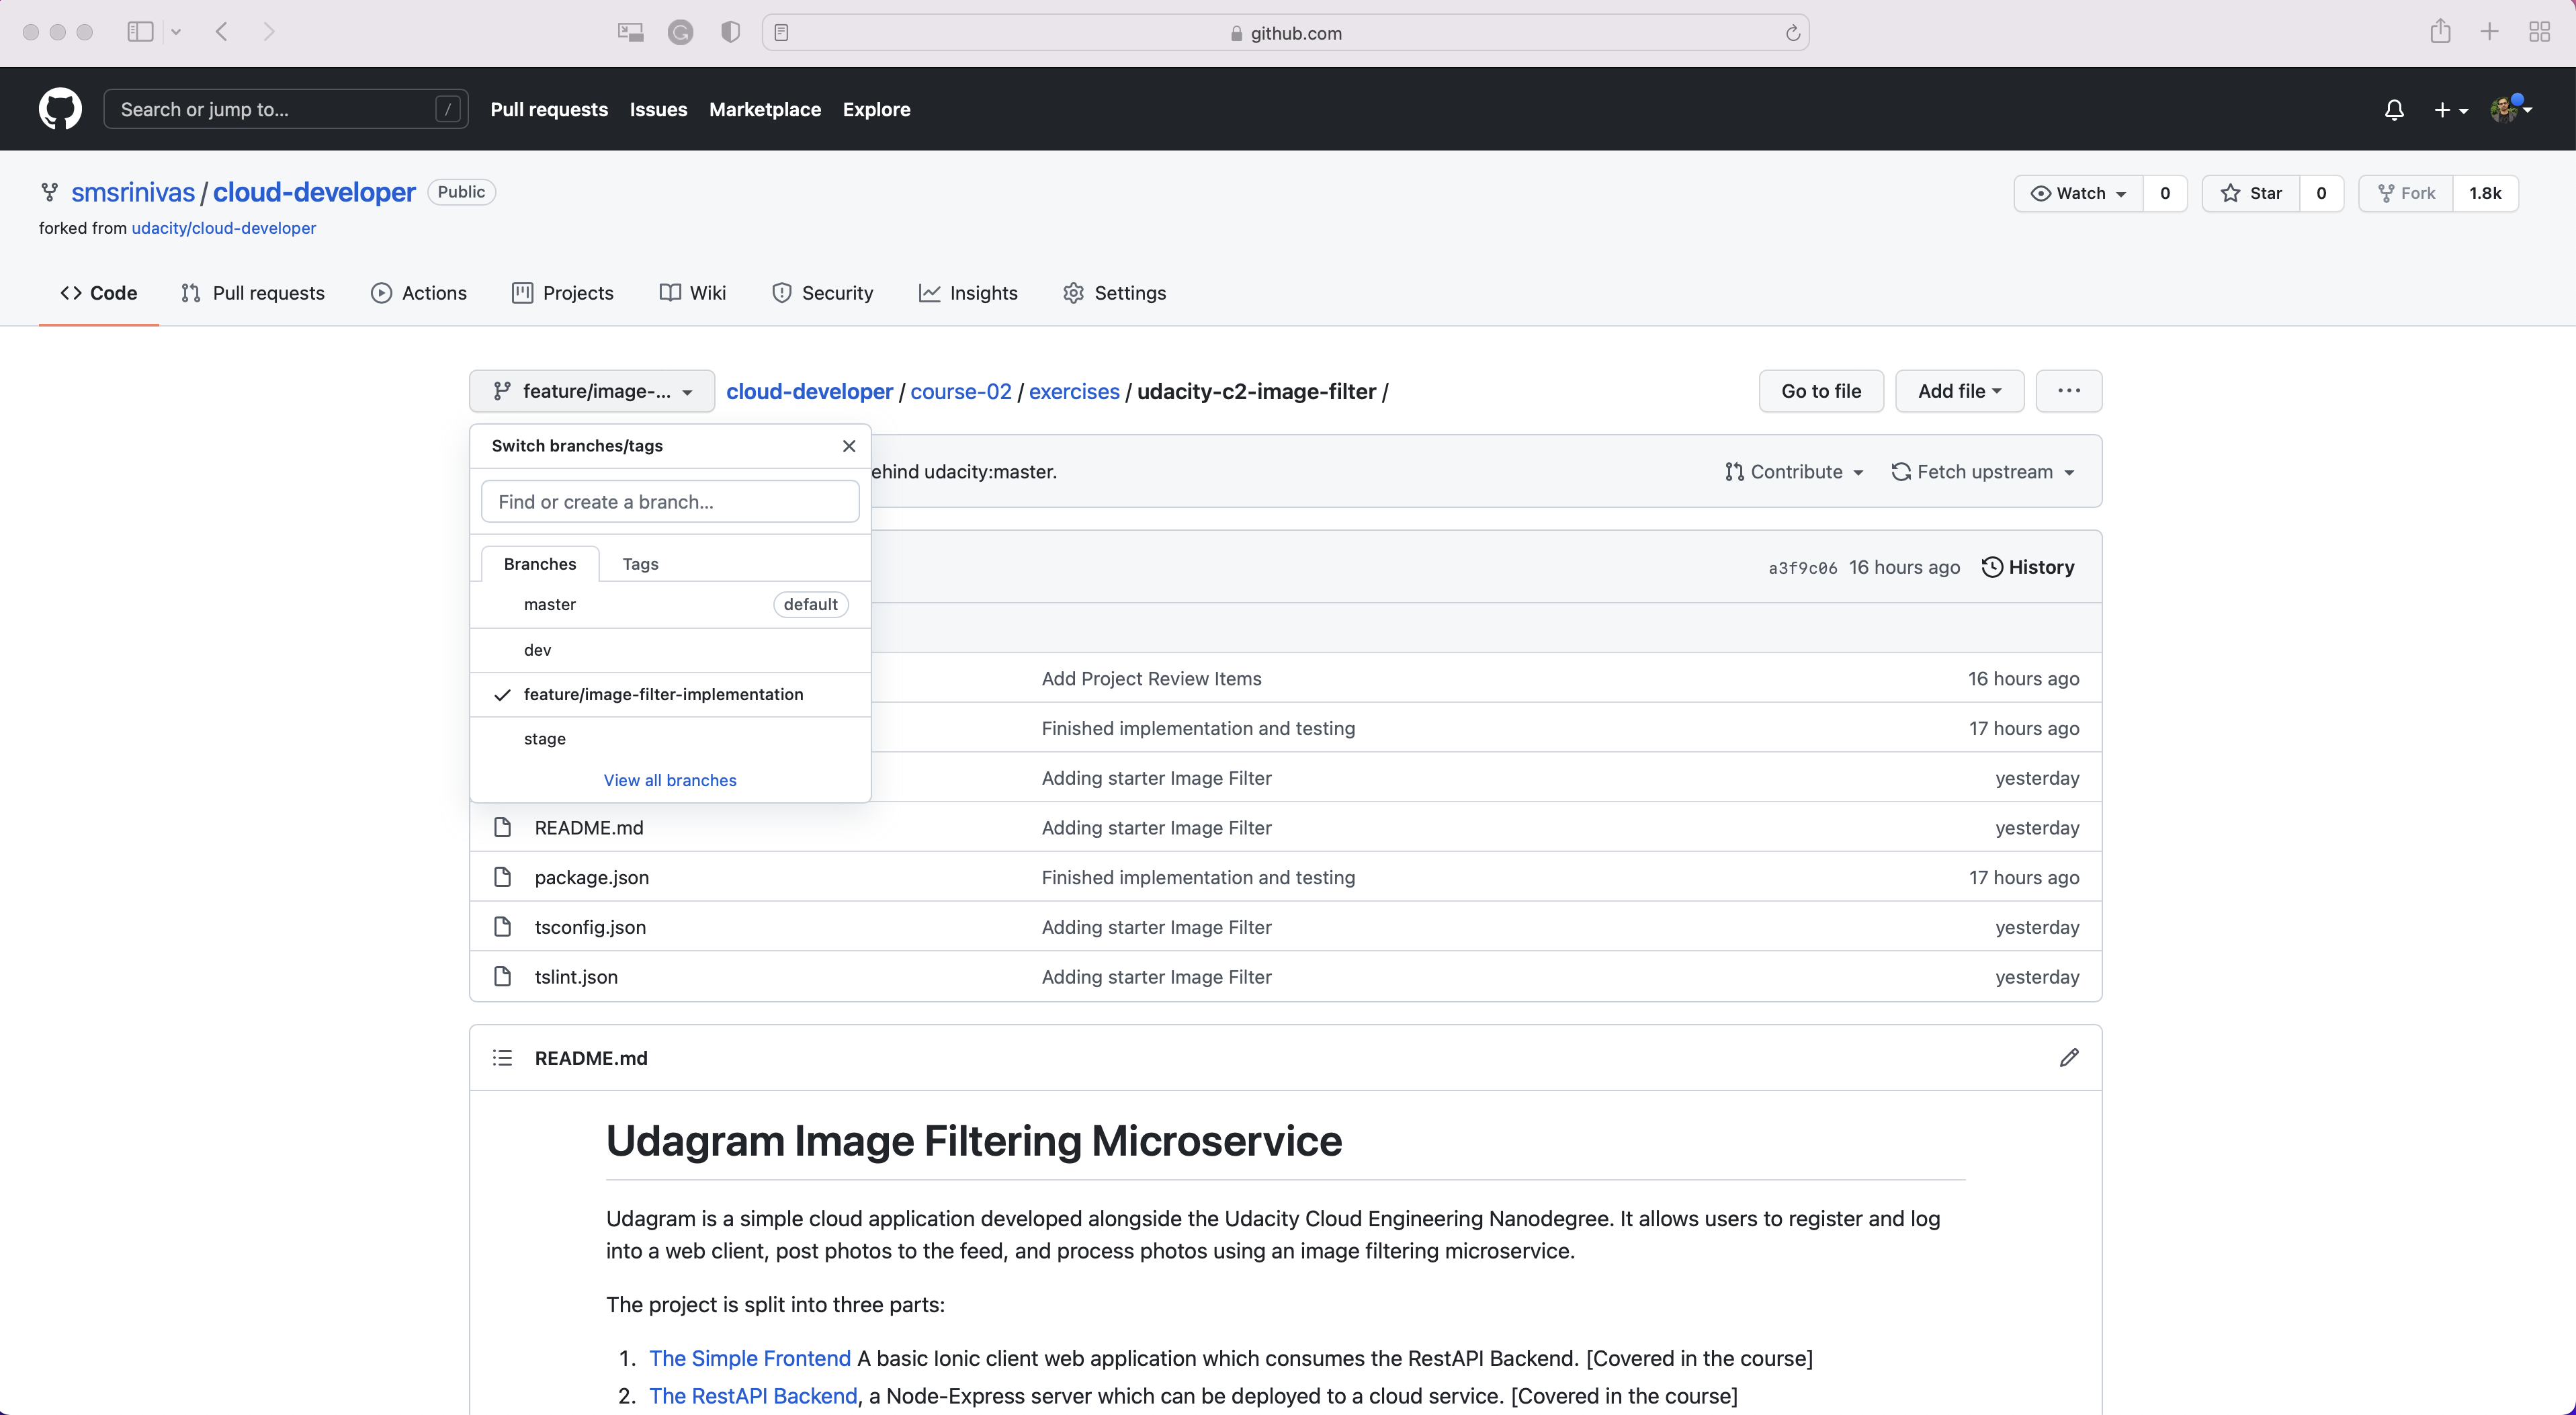 github.com
Search or jump to... /
Pull requests Issues Marketplace Explore
smsrinivas / cloud-developer Public
Watch 0 Star 0 Fork 1.8k
forked from udacity/cloud-developer
Code Pull requests Actions Projects Wiki Security Insights Settings
feature/image-... cloud-developer / course-02 / exercises / udacity-c2-image-filter /
Go to file Add file ...
Switch branches/tags
ehind udacity:master.
Contribute Fetch upstream
Find or create a branch...
Branches Tags
a3f9c06 16 hours ago History
master default
dev
Add Project Review Items 16 hours ago
feature/image-filter-implementation
Finished implementation and testing 17 hours ago
stage
Adding starter Image Filter yesterday
View all branches
README.md Adding starter Image Filter yesterday
package.json Finished implementation and testing 17 hours ago
tsconfig.json Adding starter Image Filter yesterday
tslint.json Adding starter Image Filter yesterday
README.md
Udagram Image Filtering Microservice
Udagram is a simple cloud application developed alongside the Udacity Cloud Engineering Nanodegree. It allows users to register and log
into a web client, post photos to the feed, and process photos using an image filtering microservice.
The project is split into three parts:
1. The Simple Frontend A basic Ionic client web application which consumes the RestAPI Backend. [Covered in the course]
2. The RestAPI Backend, a Node-Express server which can be deployed to a cloud service. [Covered in the course]